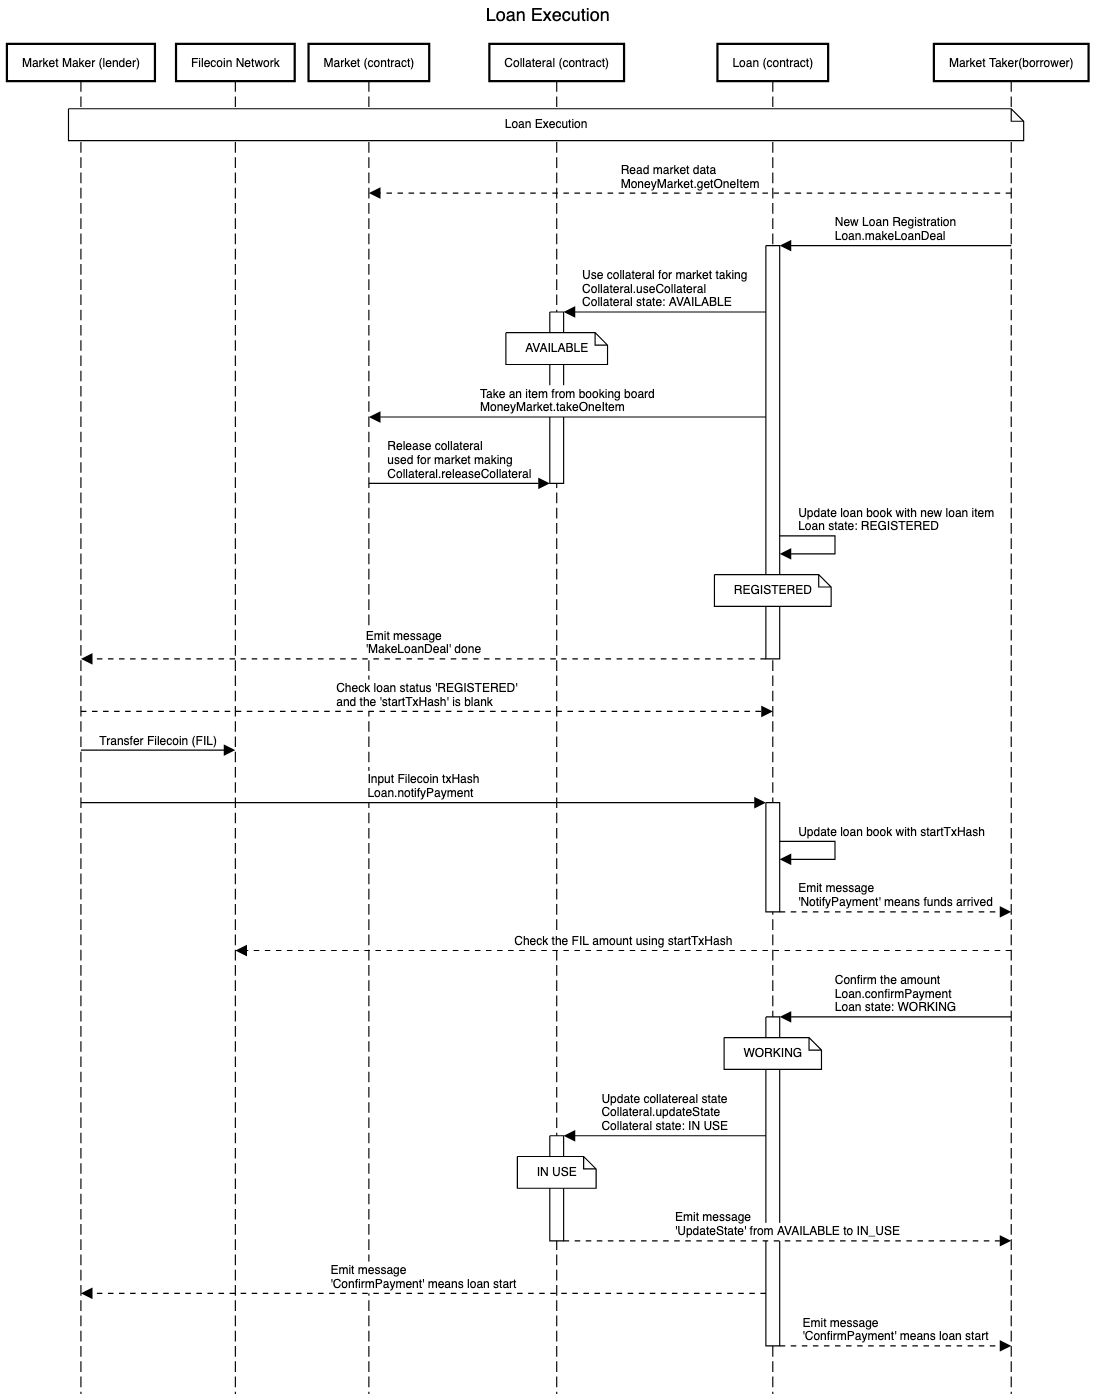 Loan Execution
Market Maker (lender)
Filecoin Network
Market (contract)
Collateral (contract)
Loan (contract)
Market Taker(borrower)
Loan Execution
Read market data
MoneyMarket.getOneItem
New Loan Registration
Loan.makeLoanDeal
Use collateral for market taking
Collateral.useCollateral
Collateral state: AVAILABLE
AVAILABLE
Take an item from booking board
MoneyMarket.takeOneItem
Release collateral
used for market making
Collateral.releaseCollateral
Update loan book with new loan item
Loan state: REGISTERED
REGISTERED
Emit message
'MakeLoanDeal' done
Check loan status 'REGISTERED'
and the 'startTxHash' is blank
Transfer Filecoin (FIL)
Input Filecoin txHash
Loan.notifyPayment
Update loan book with startTxHash
Emit message
'NotifyPayment' means funds arrived
Check the FIL amount using startTxHash
Confirm the amount
Loan.confirmPayment
Loan state: WORKING
WORKING
Update collatereal state
Collateral.updateState
Collateral state: IN USE
IN USE
Emit message
'UpdateState' from AVAILABLE to IN_USE
Emit message
'ConfirmPayment' means loan start
Emit message
'ConfirmPayment' means loan start